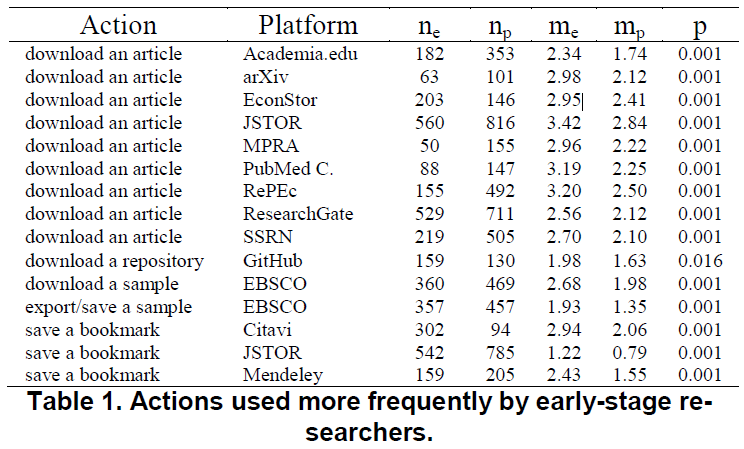 Action Platform nₑ nₚ mₑ mₚ p
download an article Academia.edu 182 353 2.34 1.74 0.001
download an article arXiv 63 101 2.98 2.12 0.001
download an article EconStor 203 146 2.95 2.41 0.001
download an article JSTOR 560 816 3.42 2.84 0.001
download an article MPRA 50 155 2.96 2.22 0.001
download an article PubMed C. 88 147 3.19 2.25 0.001
download an article RePEc 155 492 3.20 2.50 0.001
download an article ResearchGate 529 711 2.56 2.12 0.001
download an article SSRN 219 505 2.70 2.10 0.001
download a repository GitHub 159 130 1.98 1.63 0.016
download a sample EBSCO 360 469 2.68 1.98 0.001
export/save a sample EBSCO 357 457 1.93 1.35 0.001
save a bookmark Citavi 302 94 2.94 2.06 0.001
save a bookmark JSTOR 542 785 1.22 0.79 0.001
save a bookmark Mendeley 159 205 2.43 1.55 0.001
Table 1. Actions used more frequently by early-stage re-
searchers.